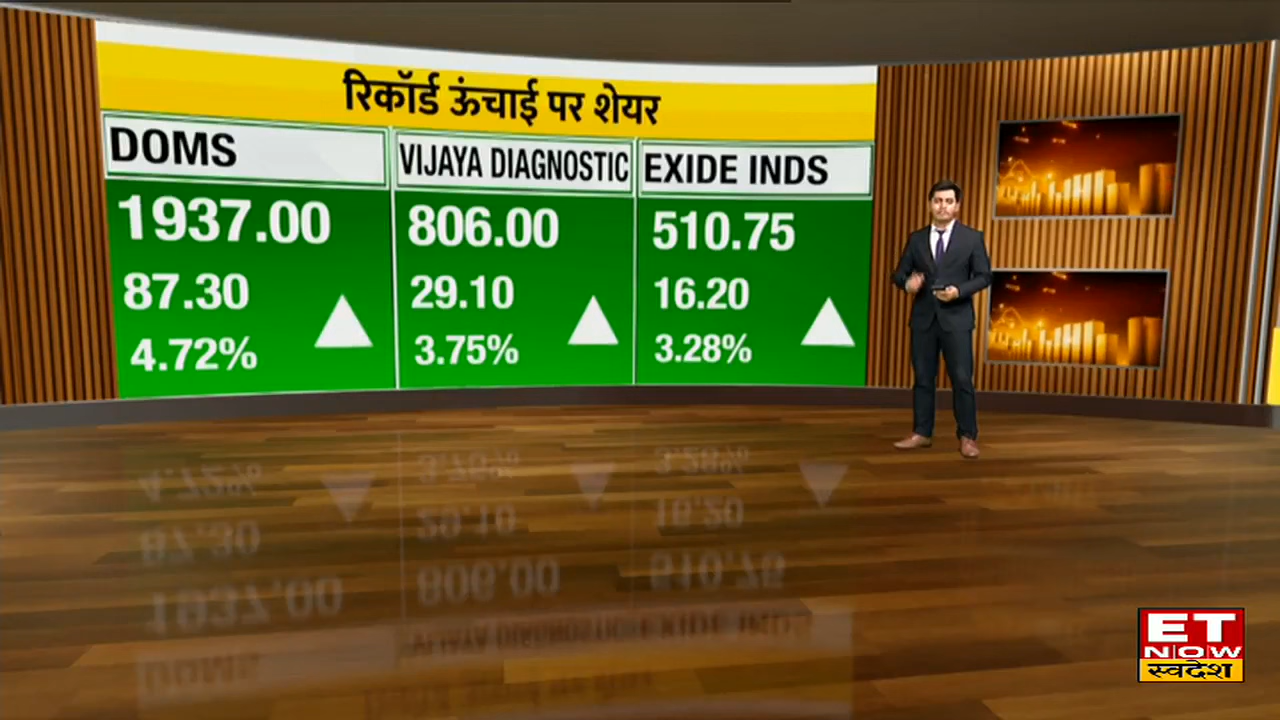 रिकॉर्ड ऊंचाई पर शेयर
DOMS
1937.00
87.30
4.72%
VIJAYA DIAGNOSTIC
806.00
29.10
3.75%
EXIDE INDS
510.75
16.20
3.28%
ET
NOW
स्वदेश